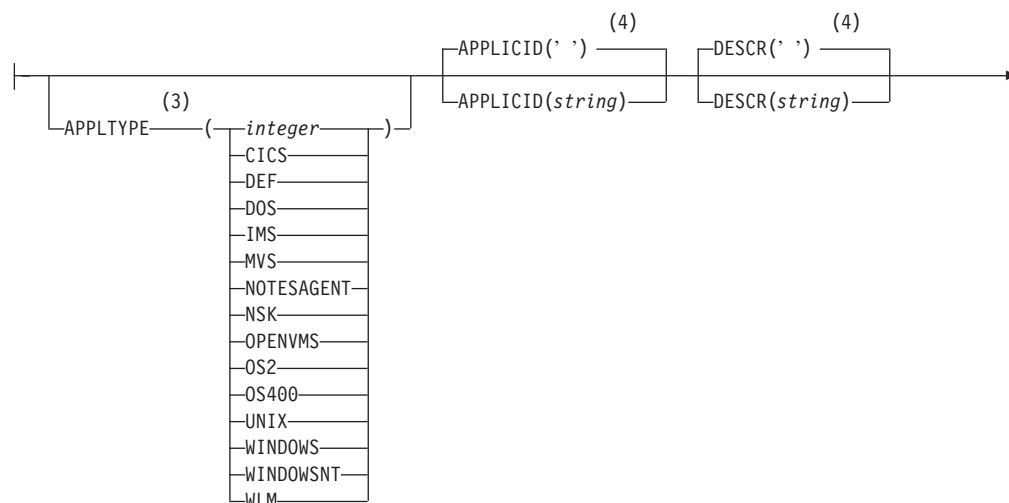 (4) (4)
APPLICID(' ') DESCR(' ')
(3) APPLICID(string) DESCR(string)
APPLTYPE ( integer )
CICS
DEF
DOS
IMS
MVS
NOTESAGENT
NSK
OPENVMS
OS2
OS400
UNIX
WINDOWS
WINDOWSNT
WLM